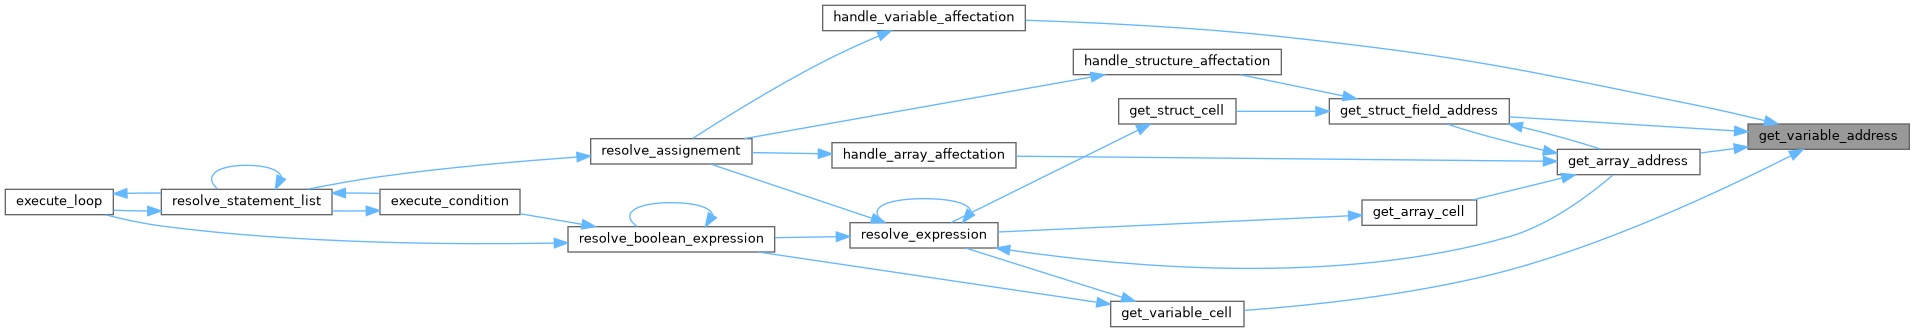 handle_variable_affectation
handle_structure_affectation
get_struct_cell
get_struct_field_address
get_variable_address
resolve_assignement
handle_array_affectation
get_array_address
execute_loop
resolve_statement_list
execute_condition
get_array_cell
resolve_boolean_expression
resolve_expression
get_variable_cell